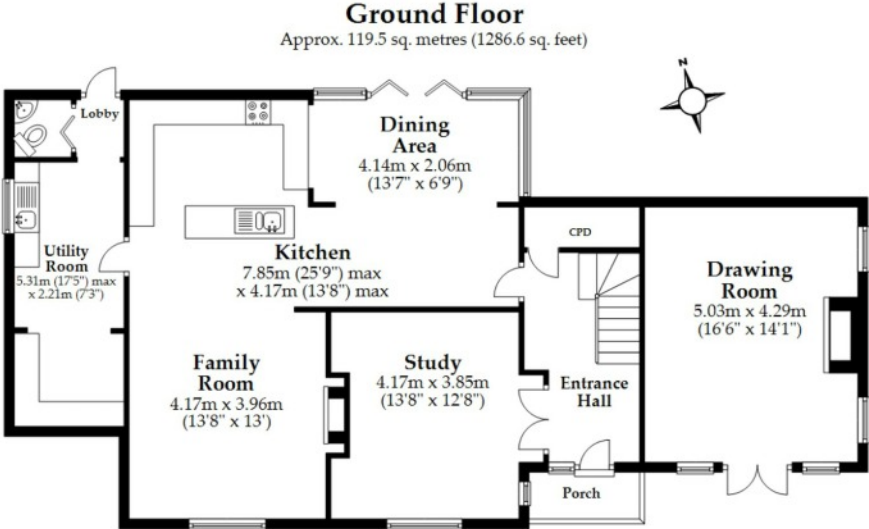 Ground Floor
Approx. 119.5 sq. metres (1286.6 sq. feet)
N
Lobby
Dining
Area
4.14m x 2.06m
(13'7" x 6'9")
CPD
Utility
Room
5.31m (17'5") max
x 2.21m (7'3")
Kitchen
7.85m (25'9") max
x 4.17m (13'8") max
Drawing
Room
5.03m x 4.29m
(16'6" x 14'1")
Family
Room
4.17m x 3.96m
(13'8" x 13')
Study
4.17m x 3.85m
(13'8" x 12'8")
Entrance
Hall
Porch